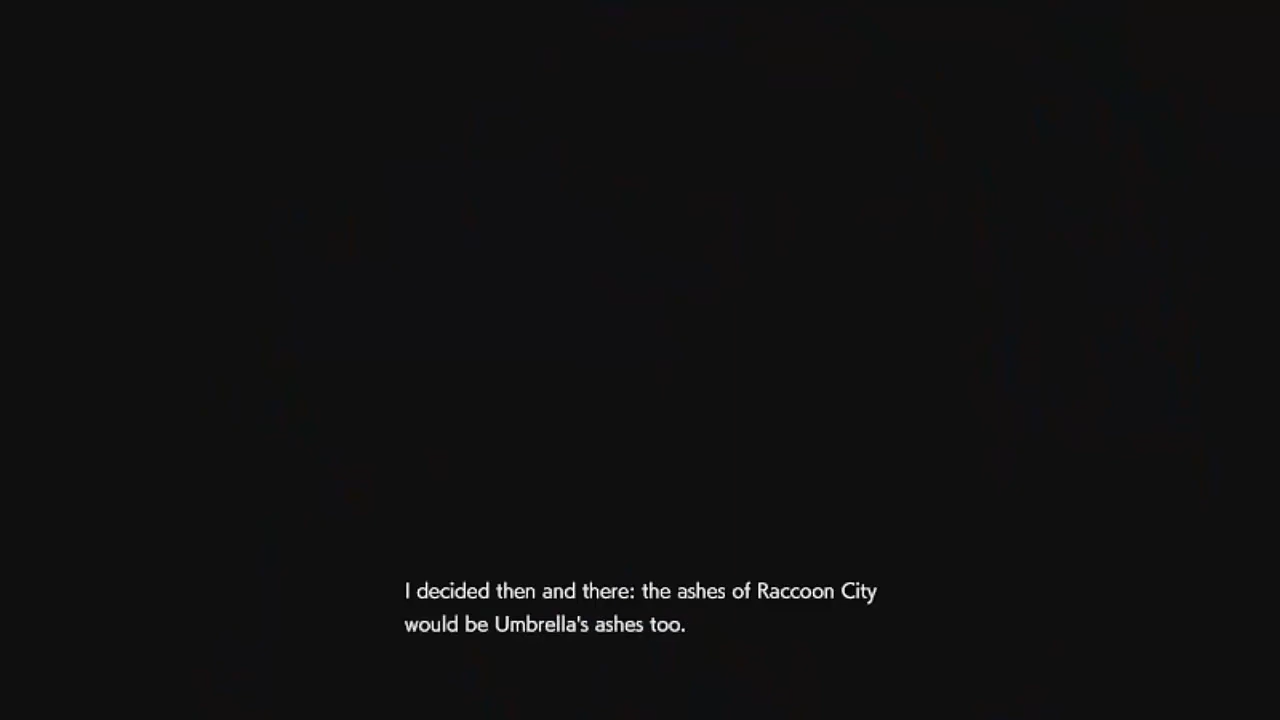 I decided then and there: the ashes of Raccoon City
would be Umbrella's ashes too.